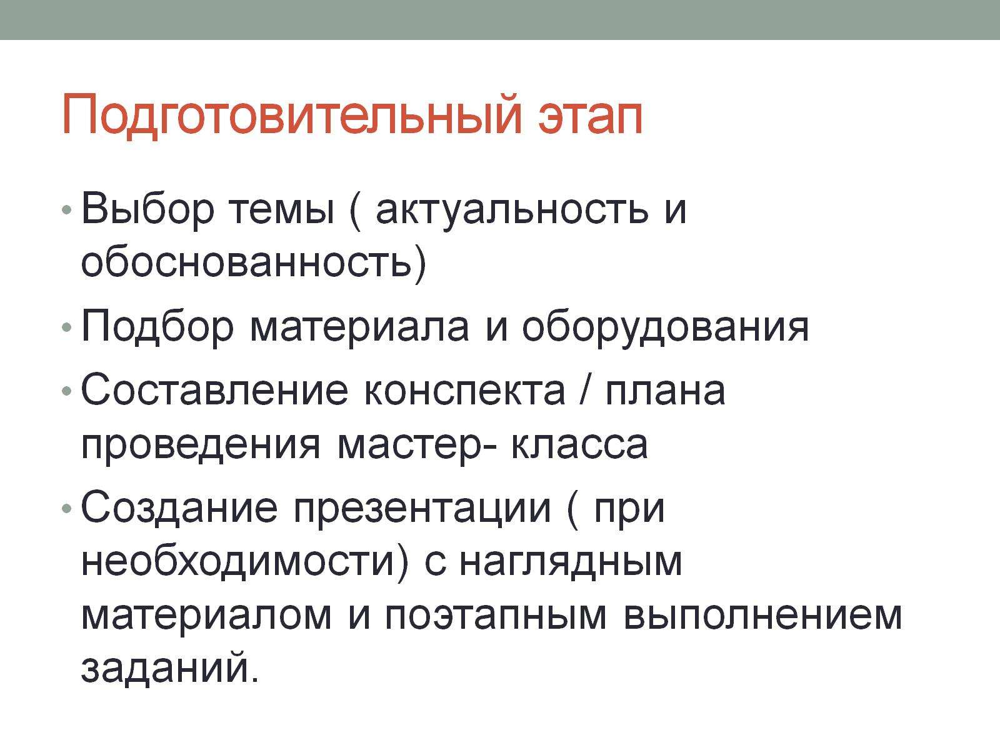 Подготовительный этап
• Выбор темы ( актуальность и
обоснованность)
• Подбор материала и оборудования
• Составление конспекта / плана
проведения мастер- класса
• Создание презентации ( при
необходимости) с наглядным
материалом и поэтапным выполнением
заданий.